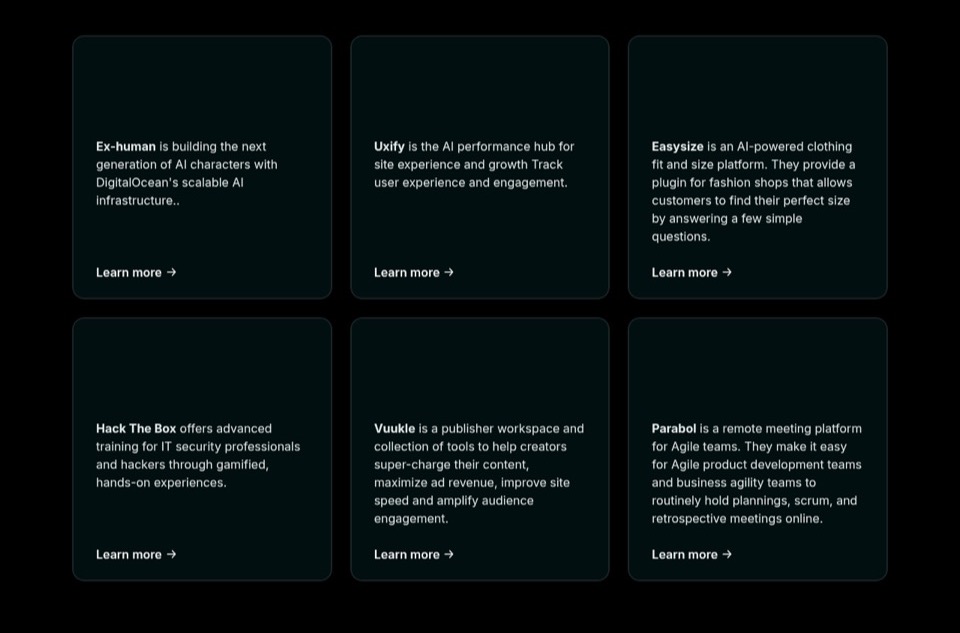 Ex-human is building the next
generation of AI characters with
DigitalOcean's scalable AI
infrastructure..
Learn more →
Uxify is the AI performance hub for
site experience and growth Track
user experience and engagement.
Learn more →
Easysize is an AI-powered clothing
fit and size platform. They provide a
plugin for fashion shops that allows
customers to find their perfect size
by answering a few simple
questions.
Learn more →
Hack The Box offers advanced
training for IT security professionals
and hackers through gamified,
hands-on experiences.
Learn more →
Vuukle is a publisher workspace and
collection of tools to help creators
super-charge their content,
maximize ad revenue, improve site
speed and amplify audience
engagement.
Learn more →
Parabol is a remote meeting platform
for Agile teams. They make it easy
for Agile product development teams
and business agility teams to
routinely hold plannings, scrum, and
retrospective meetings online.
Learn more →